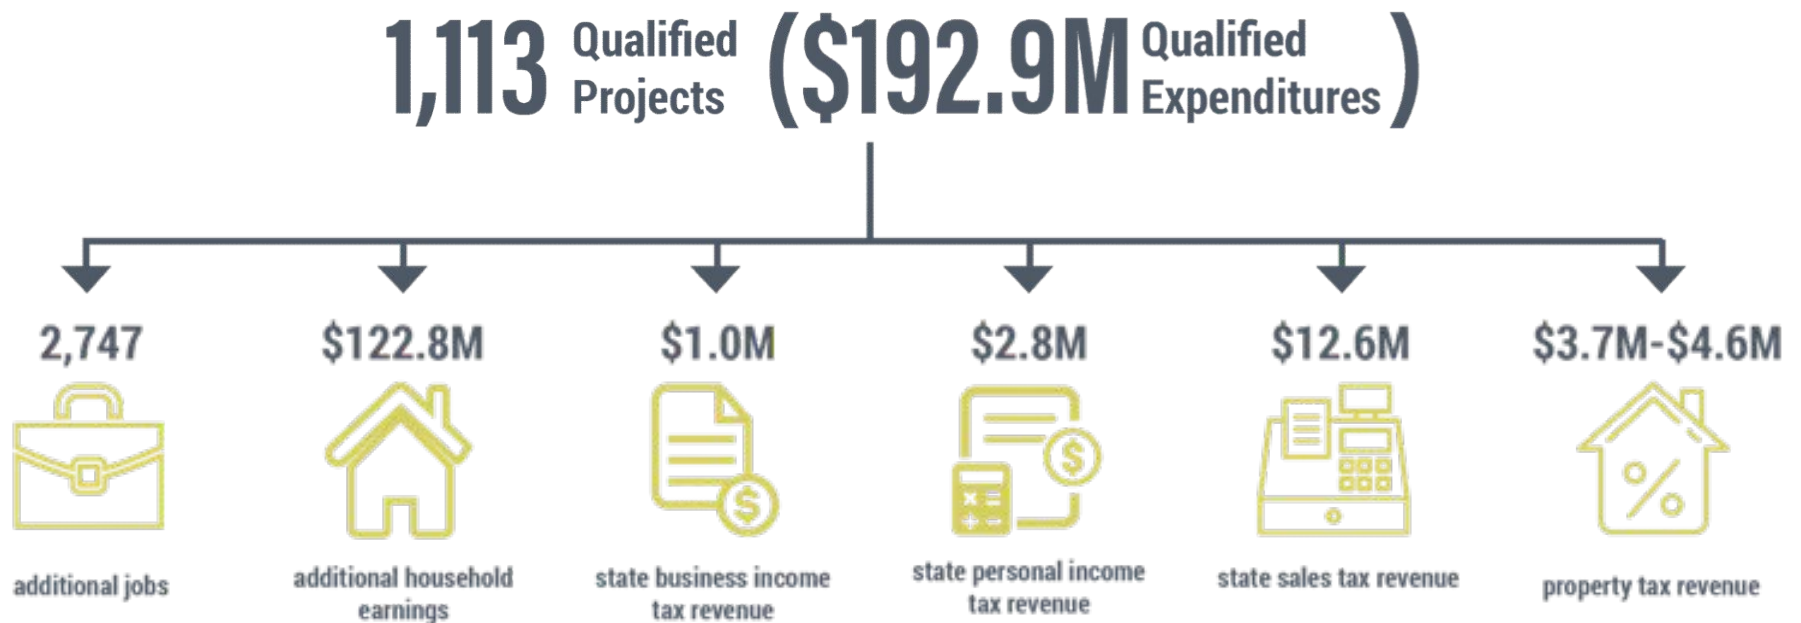 1,113 Qualified Projects ($192.9M Qualified Expenditures)
2,747
$122.8M
$1.0M
$2.8M
$12.6M
$3.7M-$4.6M
additional jobs
additional household
earnings
state business income
tax revenue
state personal income
tax revenue
state sales tax revenue
property tax revenue